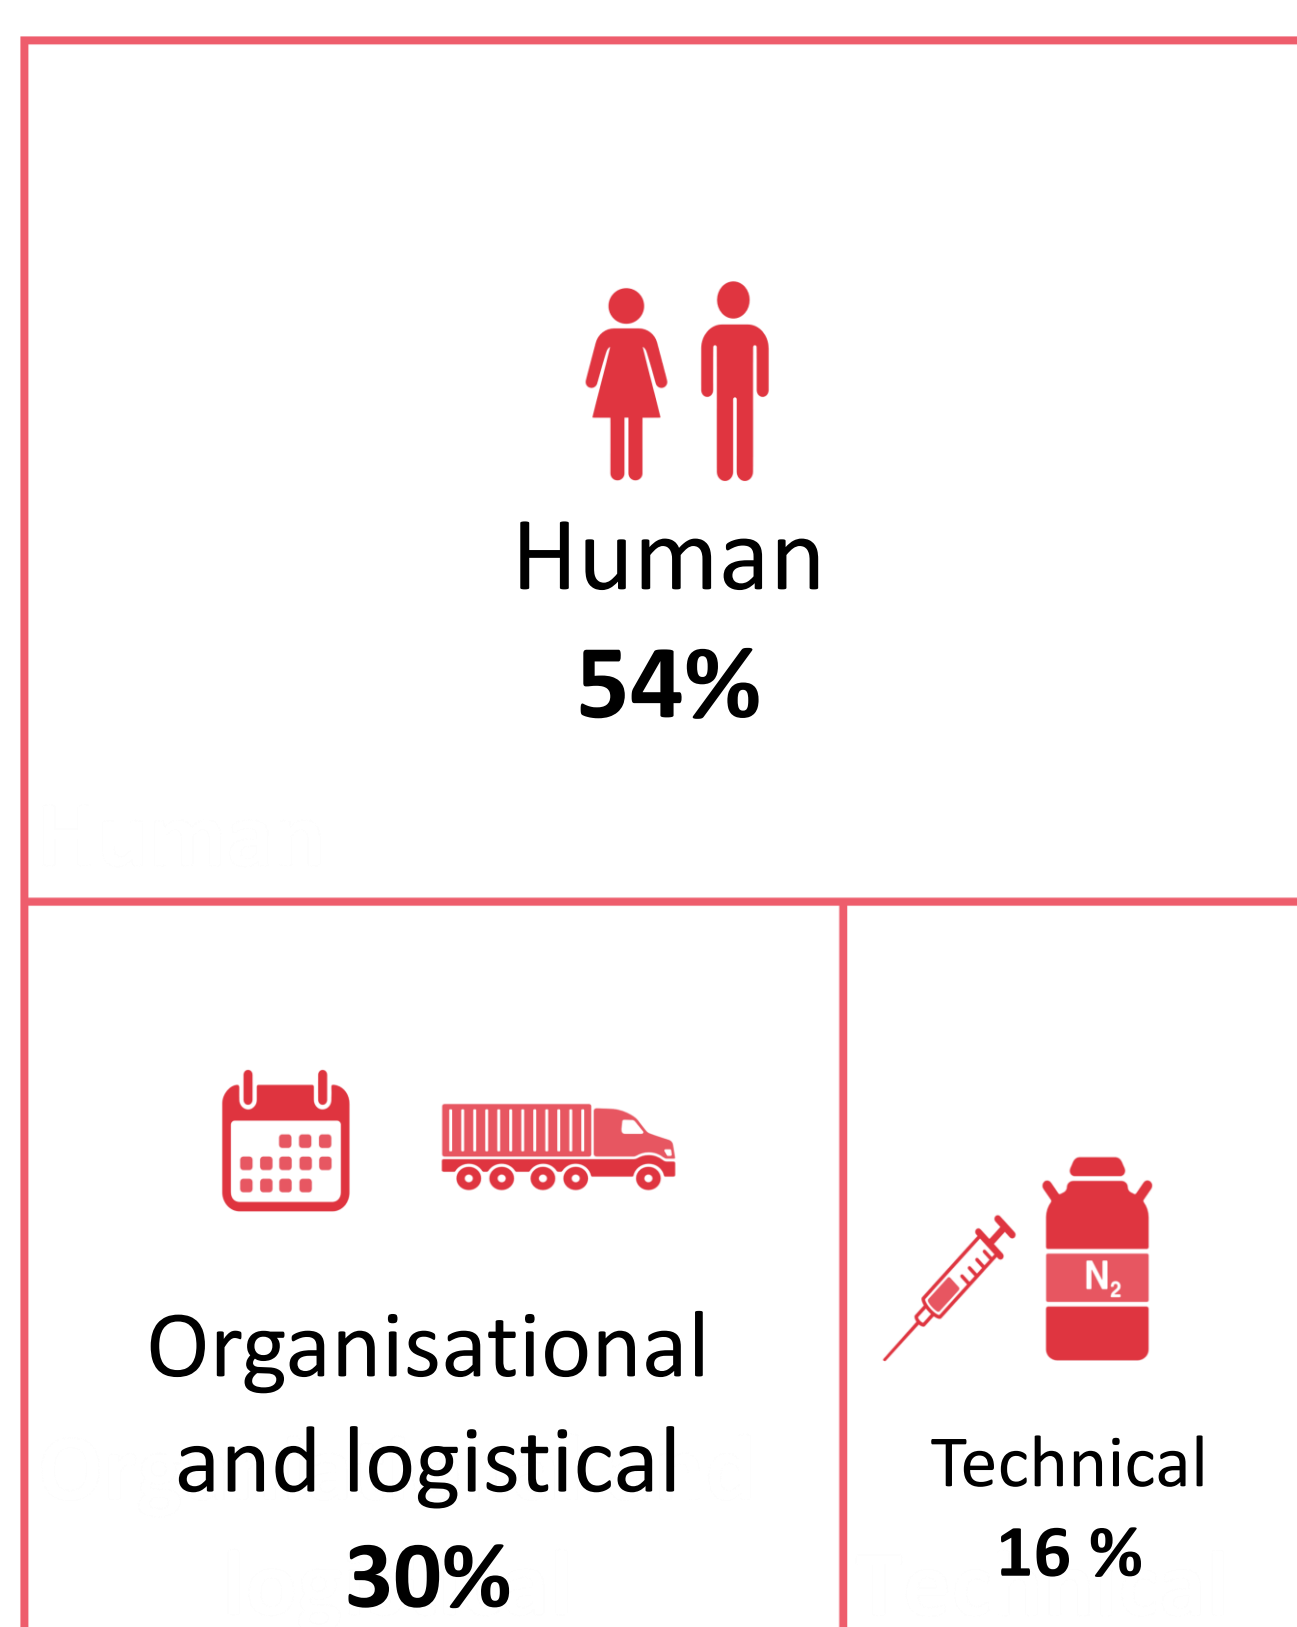 Human
54%
Organisational
and logistical
30%
N₂
Technical
16 %